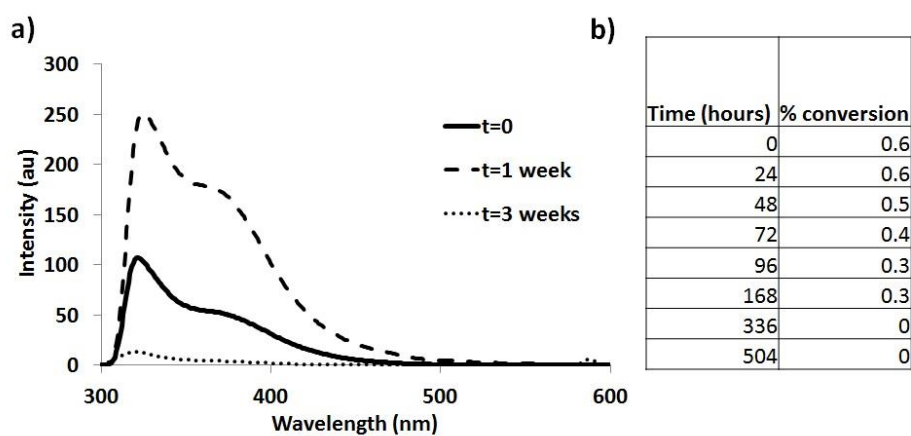 a)
300
250
200
150
100
50
0
Intensity (au)
300 400 500 600
Wavelength (nm)
t=0
t=1 week
t=3 weeks
b)
Time (hours) % conversion
0 0.6
24 0.6
48 0.5
72 0.4
96 0.3
168 0.3
336 0
504 0